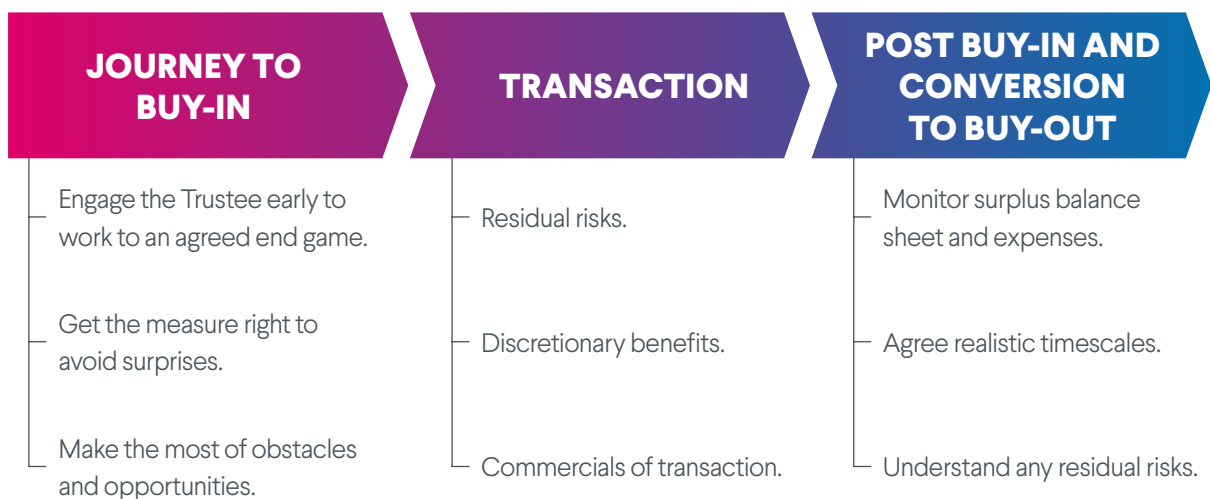 JOURNEY TO
BUY-IN
Engage the Trustee early to
work to an agreed end game.
Get the measure right to
avoid surprises.
Make the most of obstacles
and opportunities.
TRANSACTION
Residual risks.
Discretionary benefits.
Commercials of transaction.
POST BUY-IN AND
CONVERSION
TO BUY-OUT
Monitor surplus balance
sheet and expenses.
Agree realistic timescales.
Understand any residual risks.